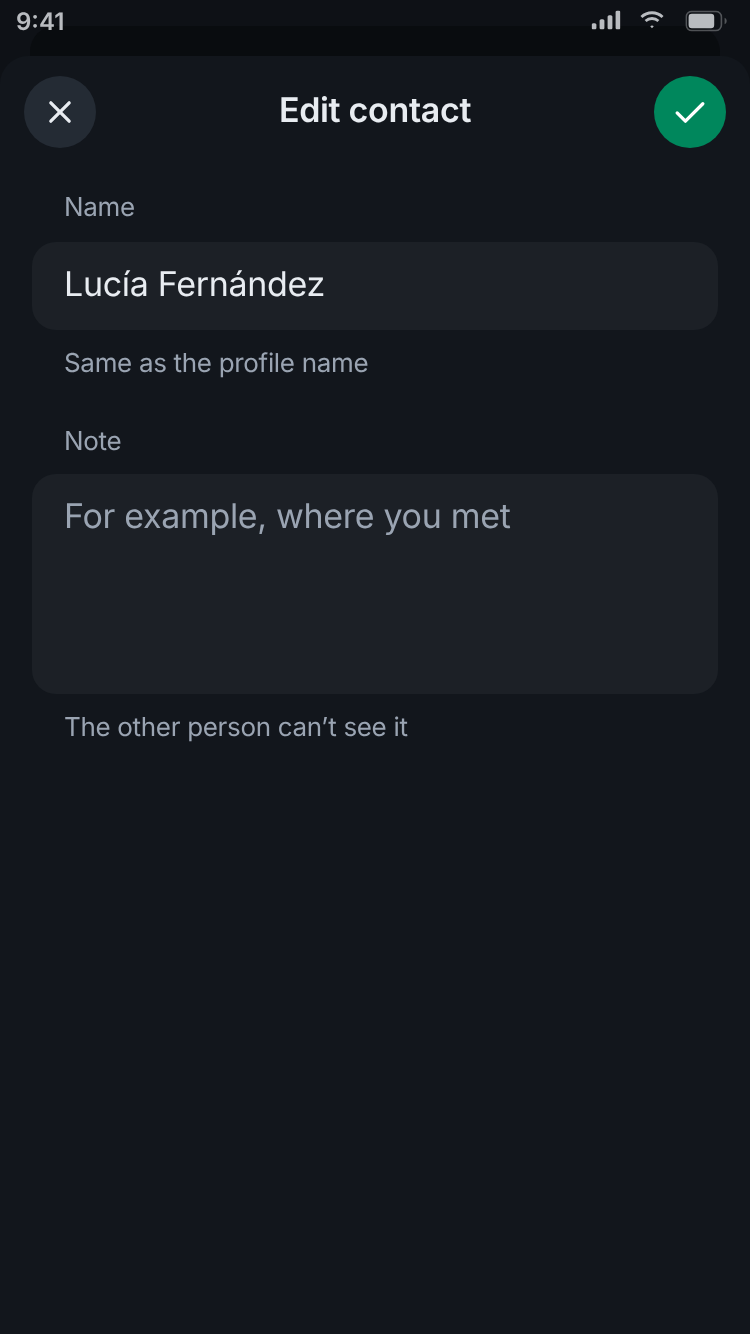 9:41
Edit contact
Name
Lucía Fernández
Same as the profile name
Note
For example, where you met
The other person can’t see it